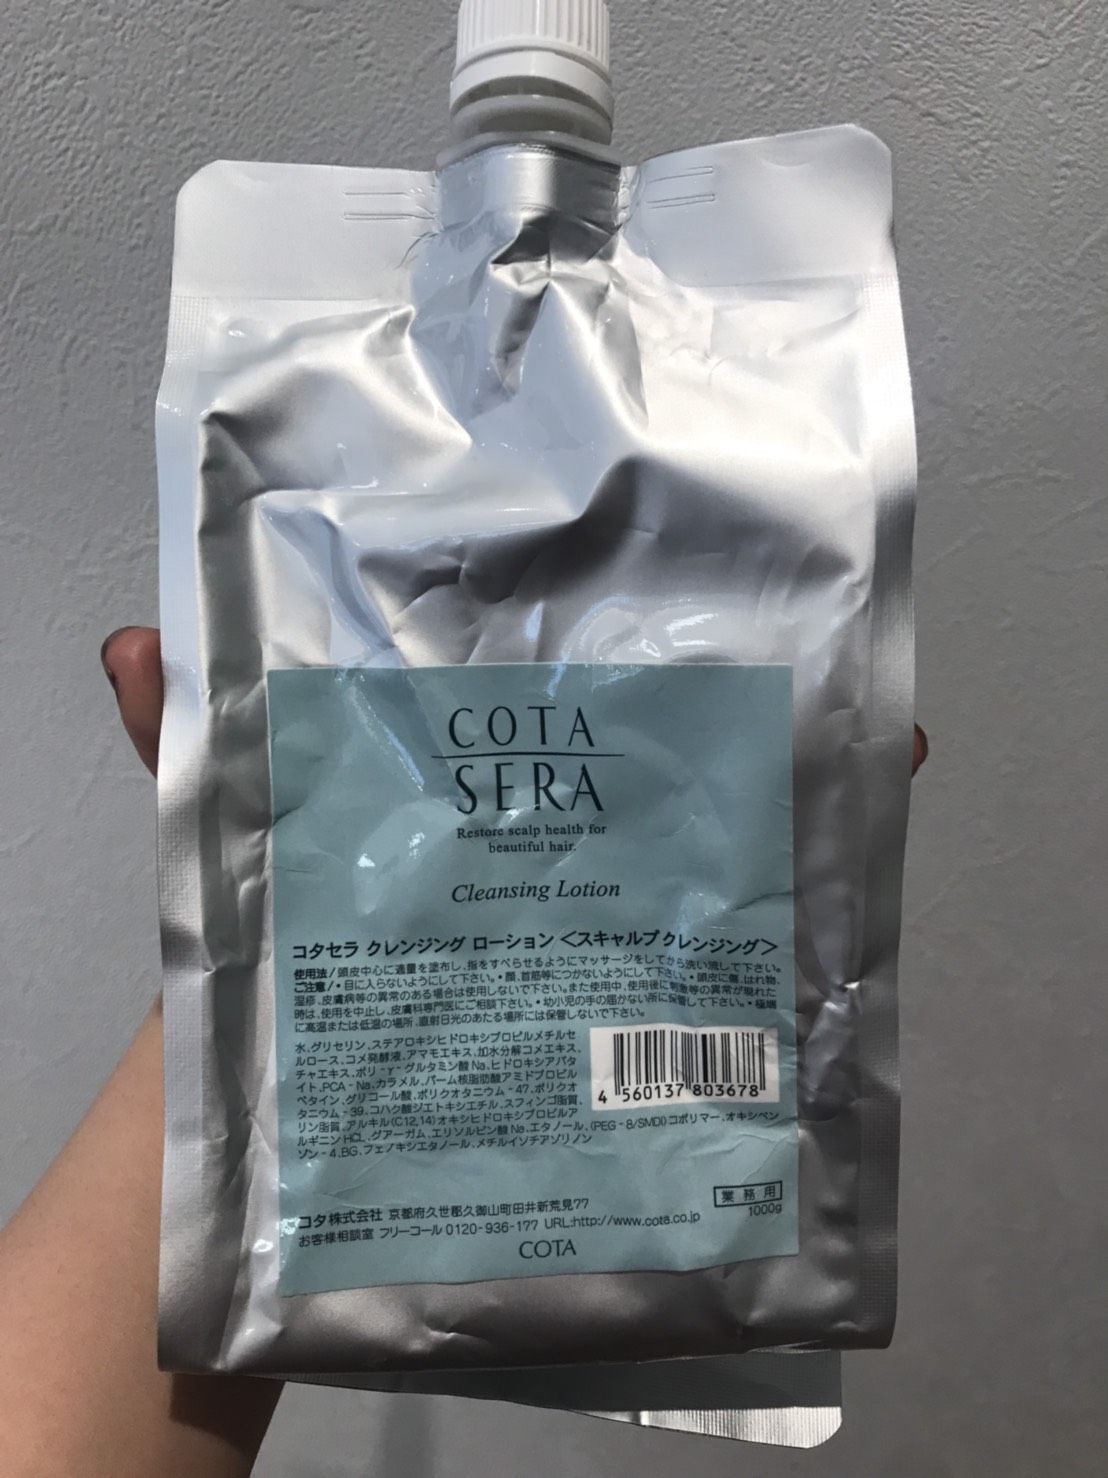 COTA
SERA
Restore scalp health for
beautiful hair.
Cleansing Lotion
コタセラ クレンジング ローション <スキャルプ クレンジング>
使用法/頭皮中心に適量を塗布し、指をすべらせるようにマッサージをしてから洗い流して下さい。
ご注意/・目に入らないようにして下さい。・顔、首筋等につかないようにして下さい。・頭皮に傷、はれ物、
湿疹、皮膚病等の異常のある場合は使用しないで下さい。また使用中、使用後に刺激等の異常が現れた
時は、使用を中止し、皮膚科専門医にご相談下さい。・幼小児の手の届かない所に保管して下さい。・極端
に高温または低温の場所、直射日光のあたる場所には保管しないで下さい。
水、グリセリン、ステアロキシヒドロキシプロピルメチルセ
ルロース、コメ発酵液、アマモエキス、加水分解コメエキス、
チャエキス、ポリ-γ-グルタミン酸Na、ヒドロキシアパタ
イト、PCA-Na、カラメル、パーム核脂肪酸アミドプロピル
ベタイン、グリコール酸、ポリクオタニウム-47、ポリクオ
タニウム-39、コハク酸ジエトキシエチル、スフィンゴ脂質、
リン脂質、アルキル(C12,14)オキシヒドロキシプロピルア
ルギニンHCL、グアーガム、エリソルビン酸Na、エタノール、(PEG-8/SMDI)コポリマー、オキシベン
ゾン-4、BG、フェノキシエタノール、メチルイソチアゾリノン
4 560137 803678
業務用
1000g
コタ株式会社 京都府久世郡久御山町田井新荒見77
お客様相談室 フリーコール 0120-936-177 URL:http://www.cota.co.jp
COTA